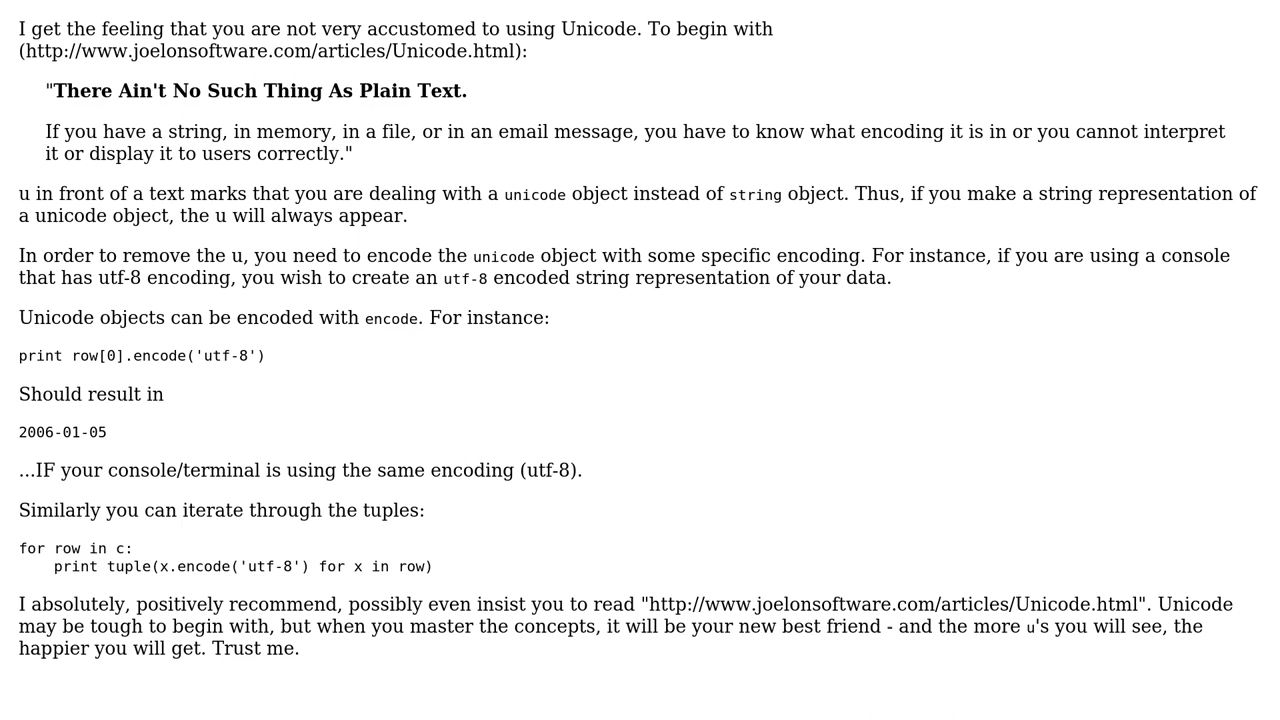 I get the feeling that you are not very accustomed to using Unicode. To begin with
(http://www.joelonsoftware.com/articles/Unicode.html):
"There Ain't No Such Thing As Plain Text.
If you have a string, in memory, in a file, or in an email message, you have to know what encoding it is in or you cannot interpret
it or display it to users correctly."
u in front of a text marks that you are dealing with a unicode object instead of string object. Thus, if you make a string representation of
a unicode object, the u will always appear.
In order to remove the u, you need to encode the unicode object with some specific encoding. For instance, if you are using a console
that has utf-8 encoding, you wish to create an utf-8 encoded string representation of your data.
Unicode objects can be encoded with encode. For instance:
print row[0].encode('utf-8')
Should result in
2006-01-05
...IF your console/terminal is using the same encoding (utf-8).
Similarly you can iterate through the tuples:
for row in c:
    print tuple(x.encode('utf-8') for x in row)
I absolutely, positively recommend, possibly even insist you to read "http://www.joelonsoftware.com/articles/Unicode.html". Unicode
may be tough to begin with, but when you master the concepts, it will be your new best friend - and the more u's you will see, the
happier you will get. Trust me.